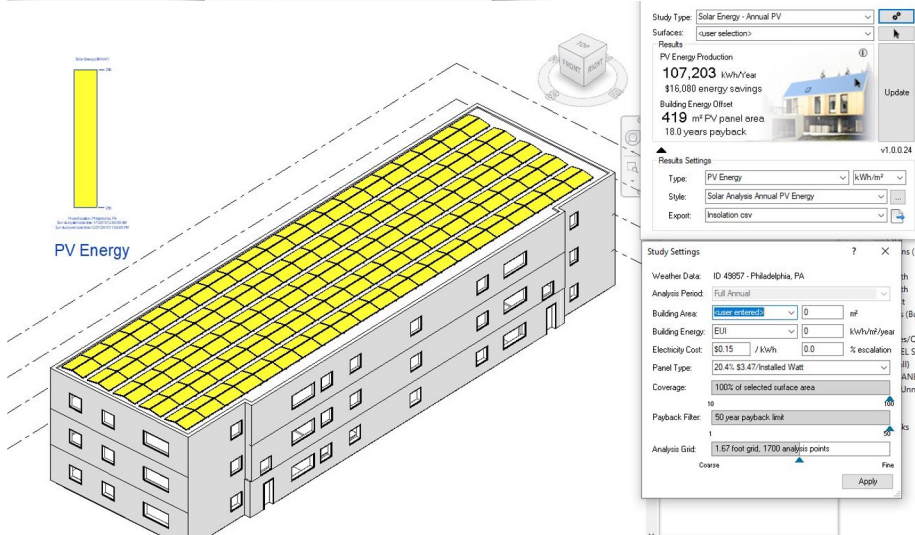 Study Type: Solar Energy - Annual PV
Surfaces: <user selection>
Results
PV Energy Production
107,203 kWh/Year
$16,080 energy savings
Building Energy Offset
419 m² PV panel area
18.0 years payback
Update
v1.0.0.24
Results Settings
Type: PV Energy kWh/m²
Style: Solar Analysis Annual PV Energy ...
Export: Insolation csv
TOP
FRONT RIGHT
PV Energy
Study Settings ? X
Weather Data: ID 49857 - Philadelphia, PA
Analysis Period: Full Annual
Building Area: <user entered> 0 m²
Building Energy: EUI 0 kWh/m²/year
Electricity Cost: $0.15 / kWh 0.0 % escalation
Panel Type: 20.4% $3.47/Installed Watt
Coverage: 100% of selected surface area
10 100
Payback Filter: 50 year payback limit
1 50
Analysis Grid: 1.67 foot grid, 1700 analysis points
Coarse Fine
Apply